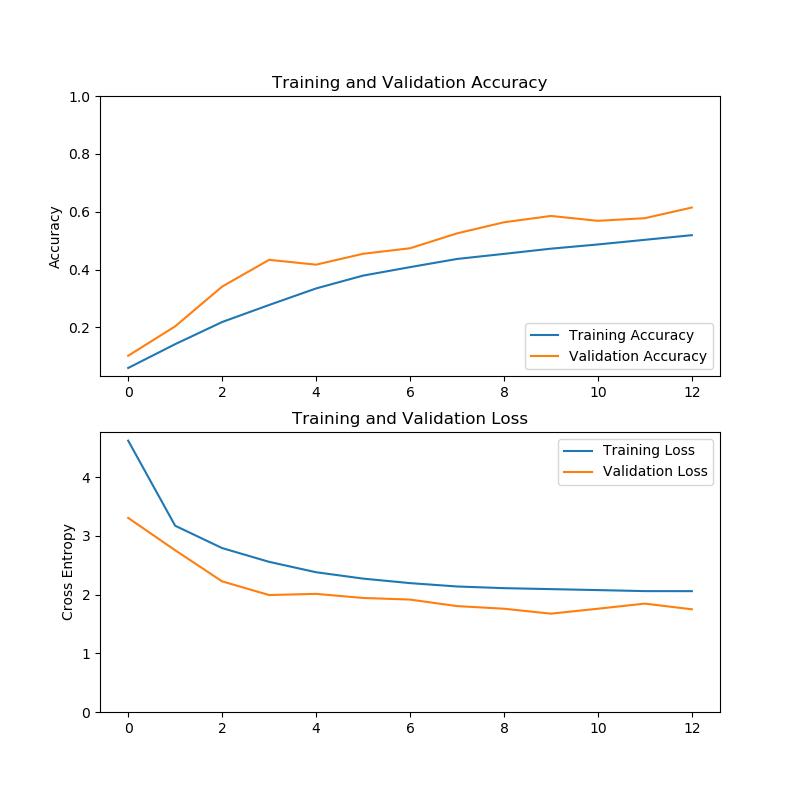 Training and Validation Accuracy
1.0
0.8
0.6
0.4
0.2
Accuracy
Training Accuracy
Validation Accuracy
0 2 4 6 8 10 12
Training and Validation Loss
4
3
2
1
0
Cross Entropy
Training Loss
Validation Loss
0 2 4 6 8 10 12